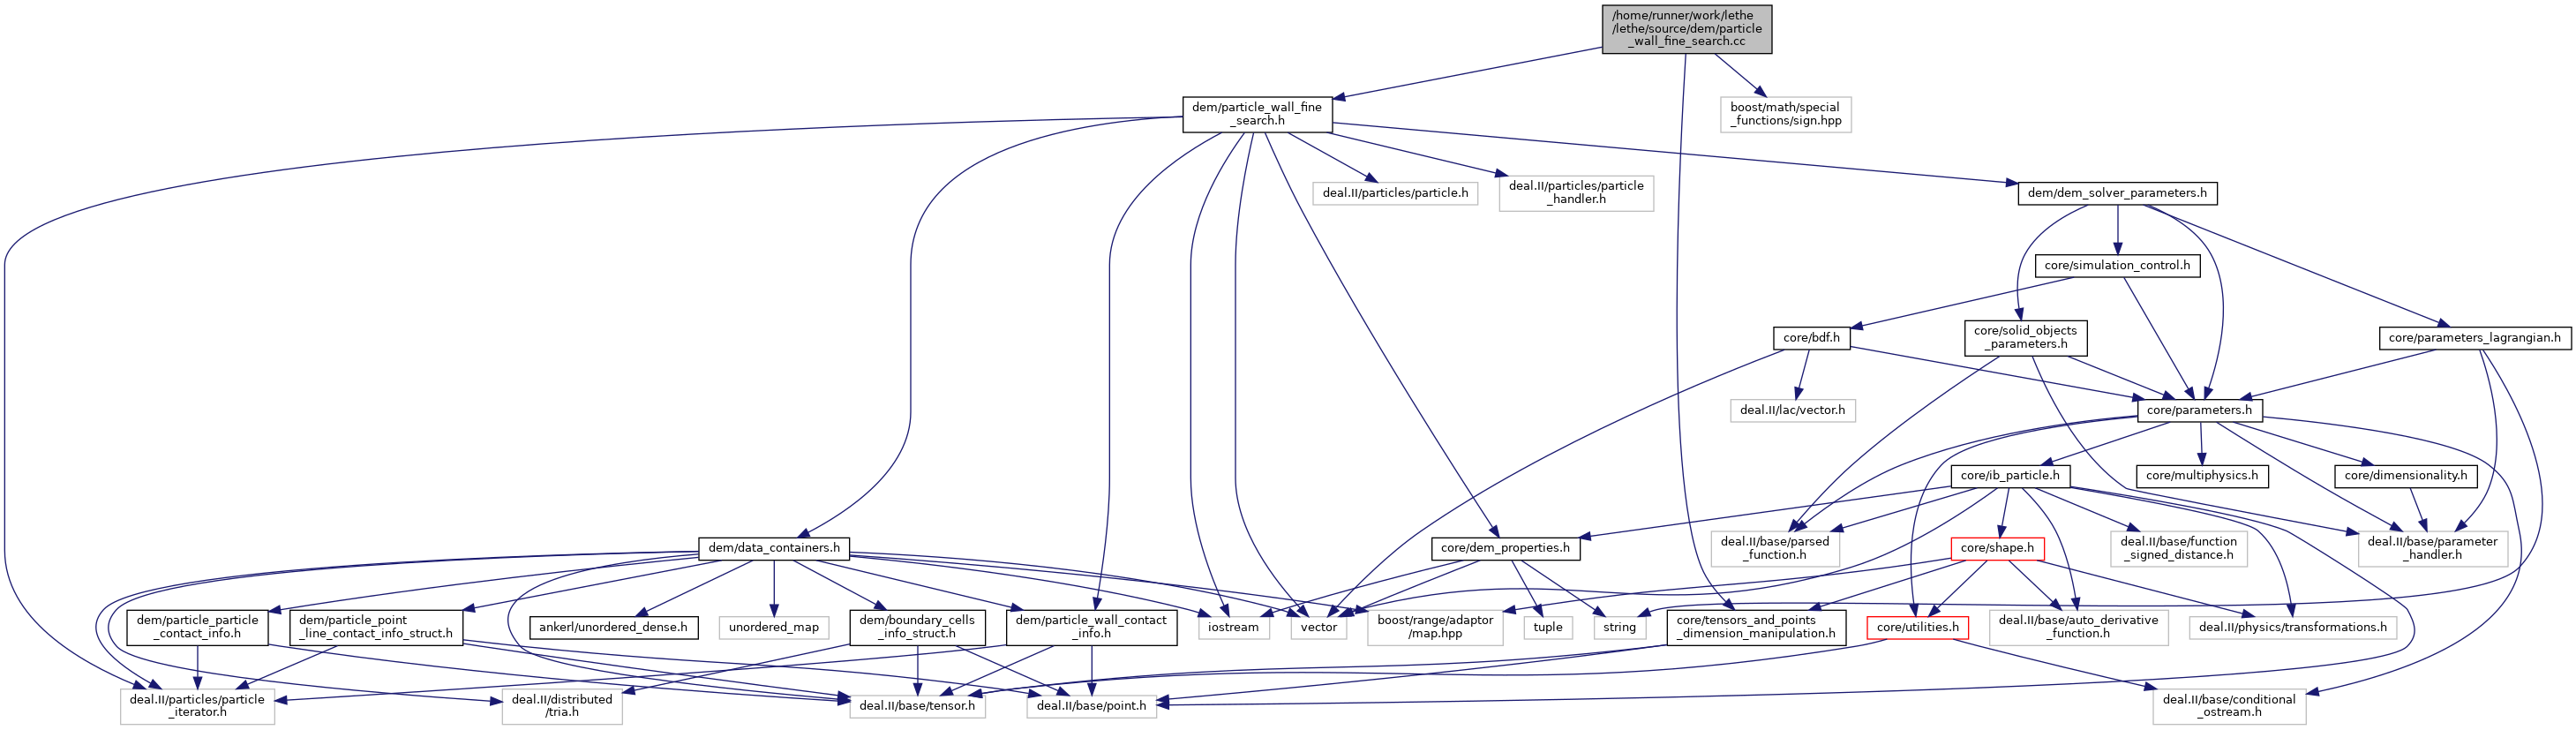 /home/runner/work/lethe
/lethe/source/dem/particle
_wall_fine_search.cc
dem/particle_wall_fine
_search.h
boost/math/special
_functions/sign.hpp
deal.II/particles/particle.h
deal.II/particles/particle
_handler.h
dem/dem_solver_parameters.h
core/simulation_control.h
core/bdf.h
core/solid_objects
_parameters.h
core/parameters_lagrangian.h
deal.II/lac/vector.h
core/parameters.h
core/ib_particle.h
core/multiphysics.h
core/dimensionality.h
dem/data_containers.h
core/dem_properties.h
deal.II/base/parsed
_function.h
core/shape.h
deal.II/base/function
_signed_distance.h
deal.II/base/parameter
_handler.h
dem/particle_particle
_contact_info.h
dem/particle_point
_line_contact_info_struct.h
ankerl/unordered_dense.h
unordered_map
dem/boundary_cells
_info_struct.h
dem/particle_wall_contact
_info.h
iostream
vector
boost/range/adaptor
/map.hpp
tuple
string
core/tensors_and_points
_dimension_manipulation.h
core/utilities.h
deal.II/base/auto_derivative
_function.h
deal.II/physics/transformations.h
deal.II/particles/particle
_iterator.h
deal.II/distributed
/tria.h
deal.II/base/tensor.h
deal.II/base/point.h
deal.II/base/conditional
_ostream.h